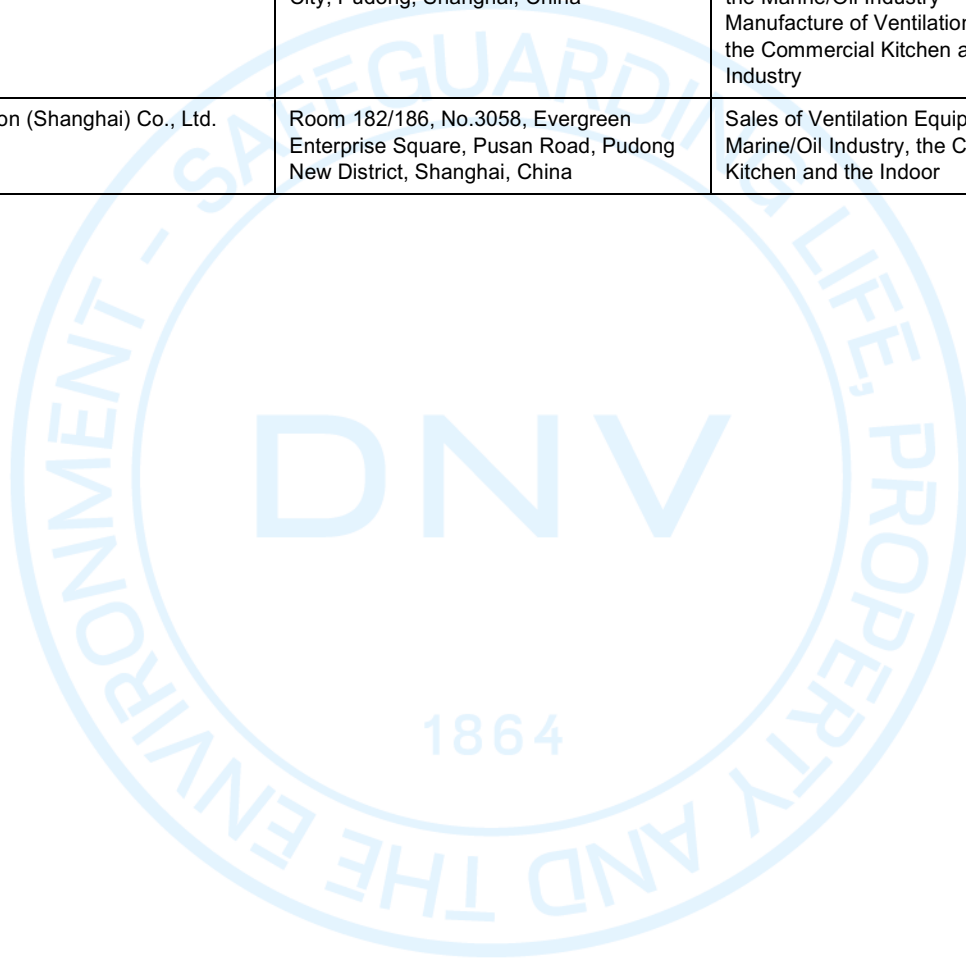 City, Pudong, Shanghai, China
the Marine/Oil Industry
Manufacture of Ventilation
the Commercial Kitchen a
Industry
on (Shanghai) Co., Ltd.
Room 182/186, No.3058, Evergreen
Enterprise Square, Pusan Road, Pudong
New District, Shanghai, China
Sales of Ventilation Equip
Marine/Oil Industry, the C
Kitchen and the Indoor
SAFEGUARDING LIFE, PROPERTY AND THE ENVIRONMENT -
DNV
1864